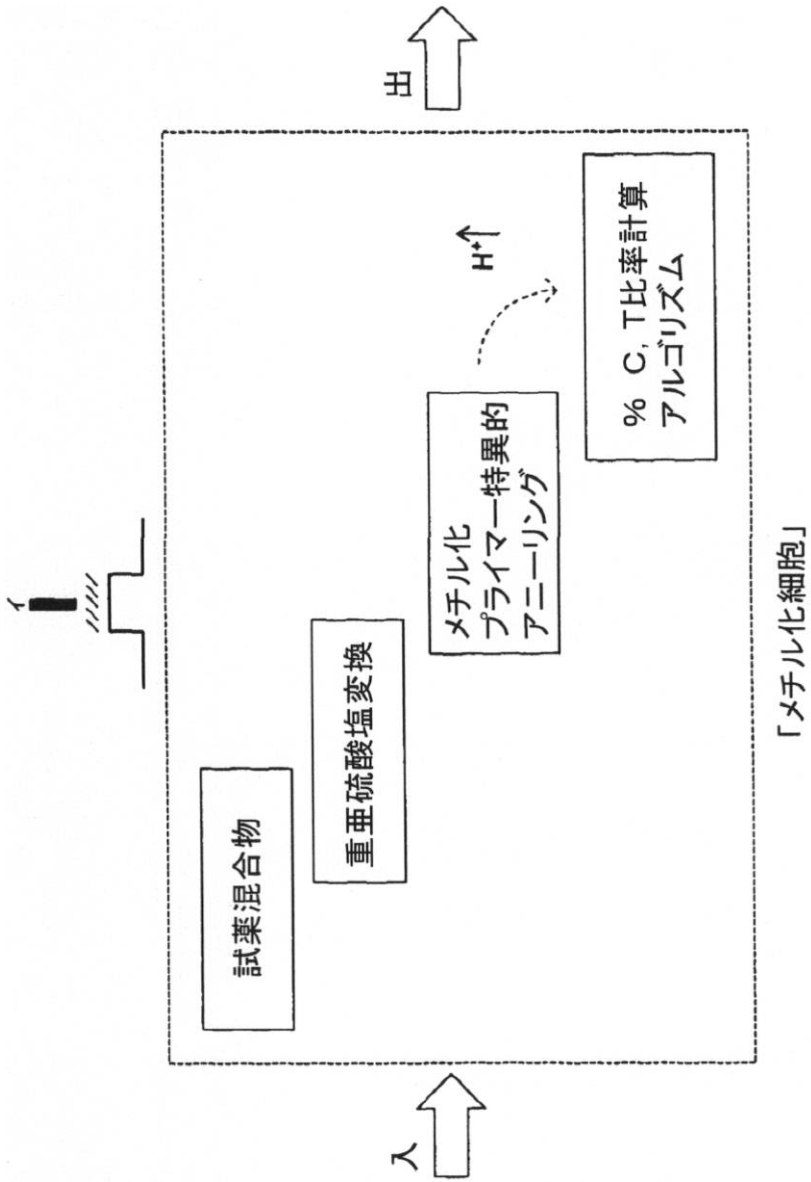 イ
入
出
試薬混合物
重亜硫酸塩変換
メチル化
プライマー特異的
アニーリング
H⁺↑
% C, T比率計算
アルゴリズム
「メチル化細胞」